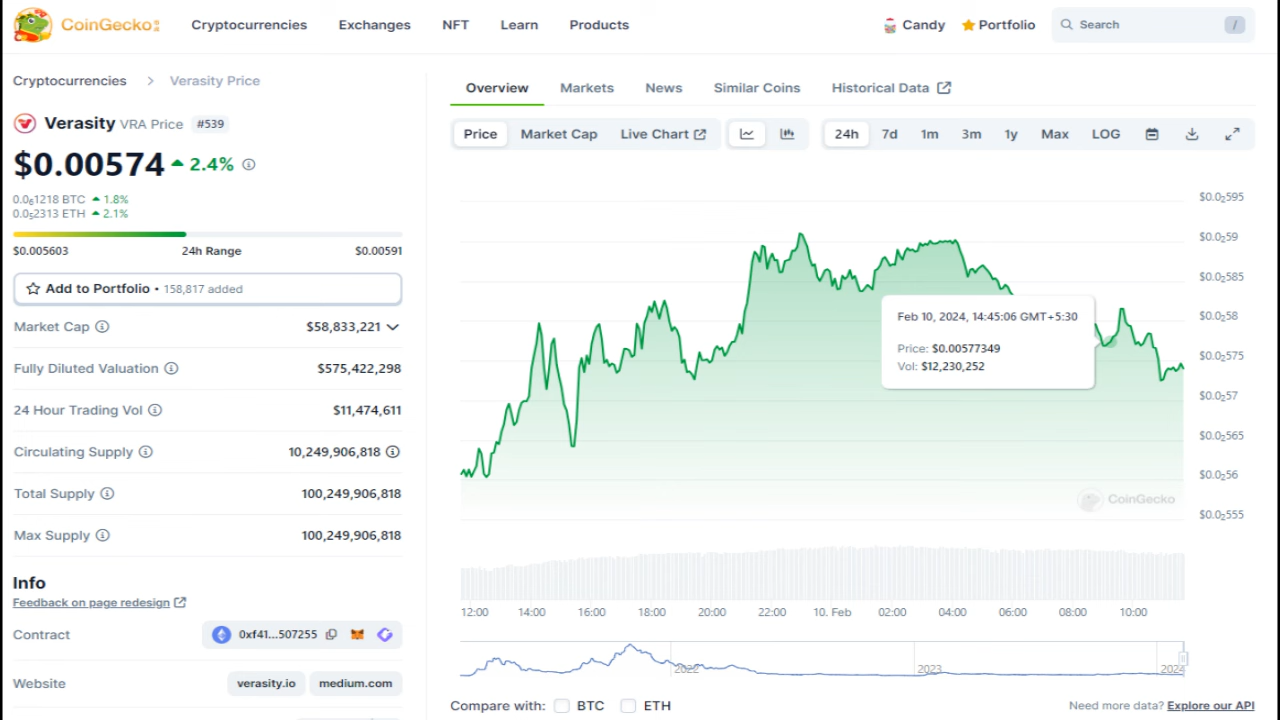 CoinGecko
Cryptocurrencies Exchanges NFT Learn Products
Candy Portfolio Search /
Cryptocurrencies > Verasity Price
Verasity VRA Price #539
$0.00574 2.4%
0.0₆1218 BTC 1.8%
0.0₅2313 ETH 2.1%
$0.005603 24h Range $0.00591
Add to Portfolio • 158,817 added
Market Cap $58,833,221
Fully Diluted Valuation $575,422,298
24 Hour Trading Vol $11,474,611
Circulating Supply 10,249,906,818
Total Supply 100,249,906,818
Max Supply 100,249,906,818
Info
Feedback on page redesign
Contract 0xf41...507255
Website verasity.io medium.com
Overview Markets News Similar Coins Historical Data
Price Market Cap Live Chart 24h 7d 1m 3m 1y Max LOG
$0.0₂595
$0.0₂59
$0.0₂585
$0.0₂58
$0.0₂575
$0.0₂57
$0.0₂565
$0.0₂56
$0.0₂555
Feb 10, 2024, 14:45:06 GMT+5:30
Price: $0.00577349
Vol: $12,230,252
CoinGecko
12:00 14:00 16:00 18:00 20:00 22:00 10. Feb 02:00 04:00 06:00 08:00 10:00
2022 2023 2024
Compare with: BTC ETH
Need more data? Explore our API